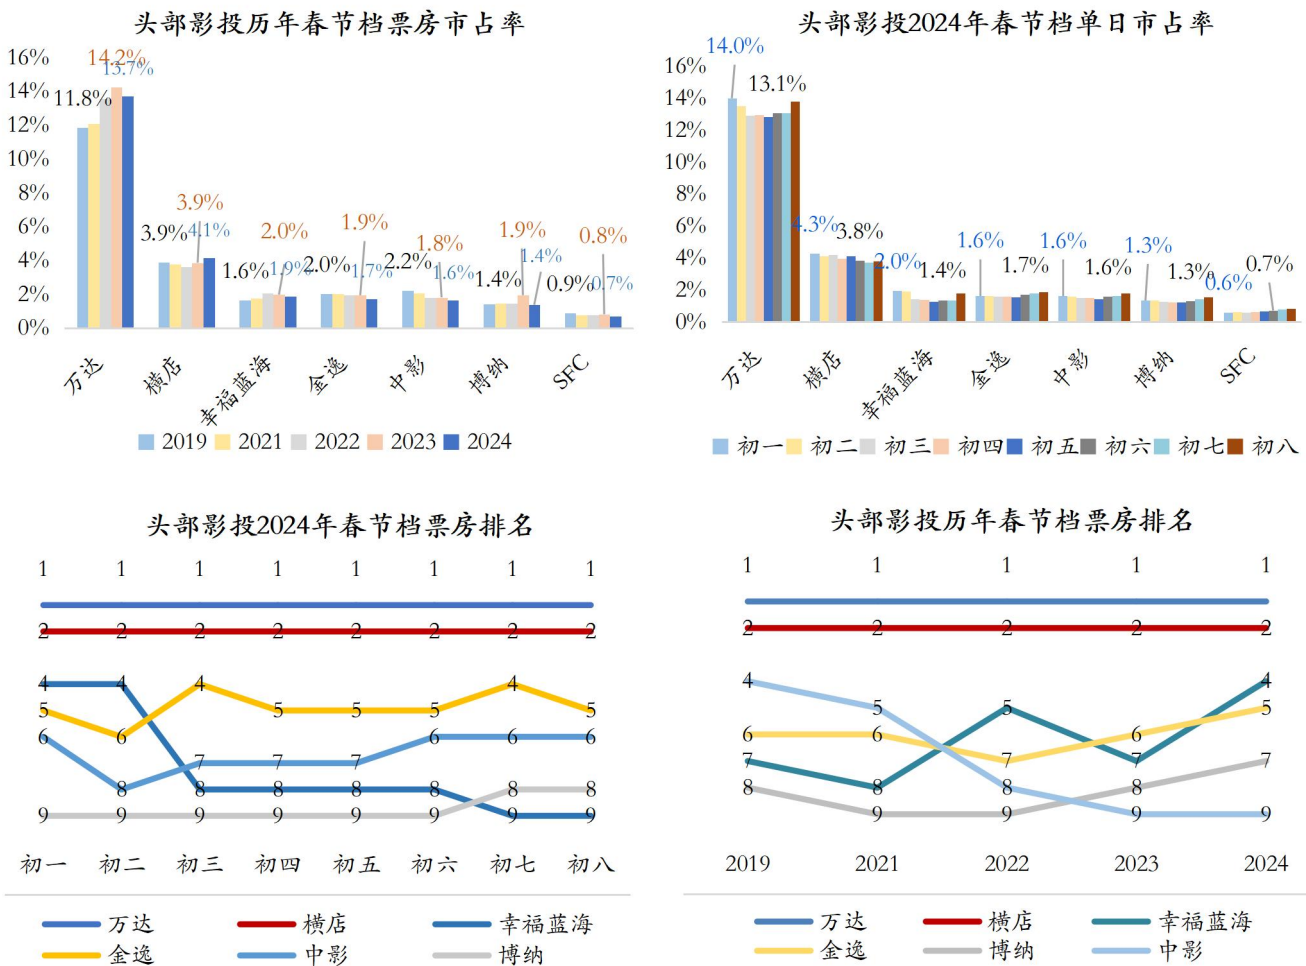 头部影投历年春节档票房市占率
16%
14%
12%
10%
8%
6%
4%
2%
0%
11.8%
14.2%
13.7%
3.9%
3.9%
4.1%
1.6%
2.0%
1.9%
2.0%
1.9%
1.7%
2.2%
1.8%
1.6%
1.4%
1.9%
1.4%
0.9%
0.8%
0.7%
万达 横店 幸福蓝海 金逸 中影 博纳 SFC
2019 2021 2022 2023 2024
头部影投2024年春节档单日市占率
16%
14%
12%
10%
8%
6%
4%
2%
0%
14.0%
13.1%
4.3%
3.8%
2.0%
1.4%
1.6%
1.7%
1.6%
1.6%
1.3%
1.3%
0.6%
0.7%
万达 横店 幸福蓝海 金逸 中影 博纳 SFC
初一 初二 初三 初四 初五 初六 初七 初八
头部影投2024年春节档票房排名
1 1 1 1 1 1 1 1
2 2 2 2 2 2 2 2
4 4 4 4
5 5 5 5 5
6 6 6 6 6
7 7 7
8 8 8 8 8 8 8
9 9 9 9 9 9 9 9
初一 初二 初三 初四 初五 初六 初七 初八
万达 横店 幸福蓝海
金逸 中影 博纳
头部影投历年春节档票房排名
1 1 1 1 1
2 2 2 2 2
4 4
5 5 5
6 6 6
7 7 7 7
8 8 8 8
9 9 9 9
2019 2021 2022 2023 2024
万达 横店 幸福蓝海
金逸 博纳 中影